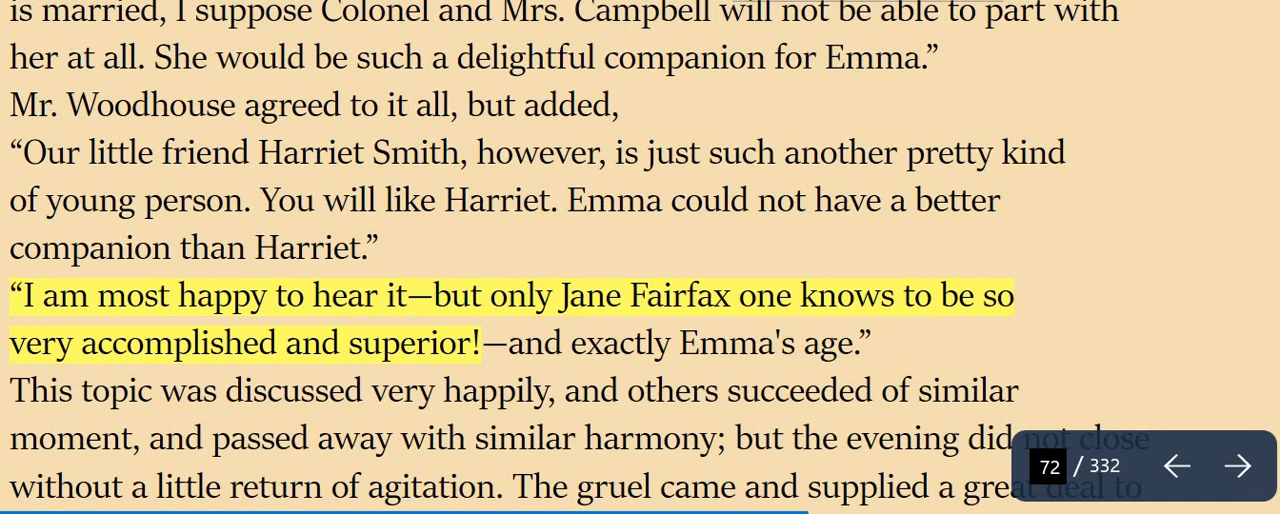 is married, I suppose Colonel and Mrs. Campbell will not be able to part with
her at all. She would be such a delightful companion for Emma.”
Mr. Woodhouse agreed to it all, but added,
“Our little friend Harriet Smith, however, is just such another pretty kind
of young person. You will like Harriet. Emma could not have a better
companion than Harriet.”
“I am most happy to hear it—but only Jane Fairfax one knows to be so
very accomplished and superior!—and exactly Emma's age.”
This topic was discussed very happily, and others succeeded of similar
moment, and passed away with similar harmony; but the evening did not close
without a little return of agitation. The gruel came and supplied a great deal to
72 / 332